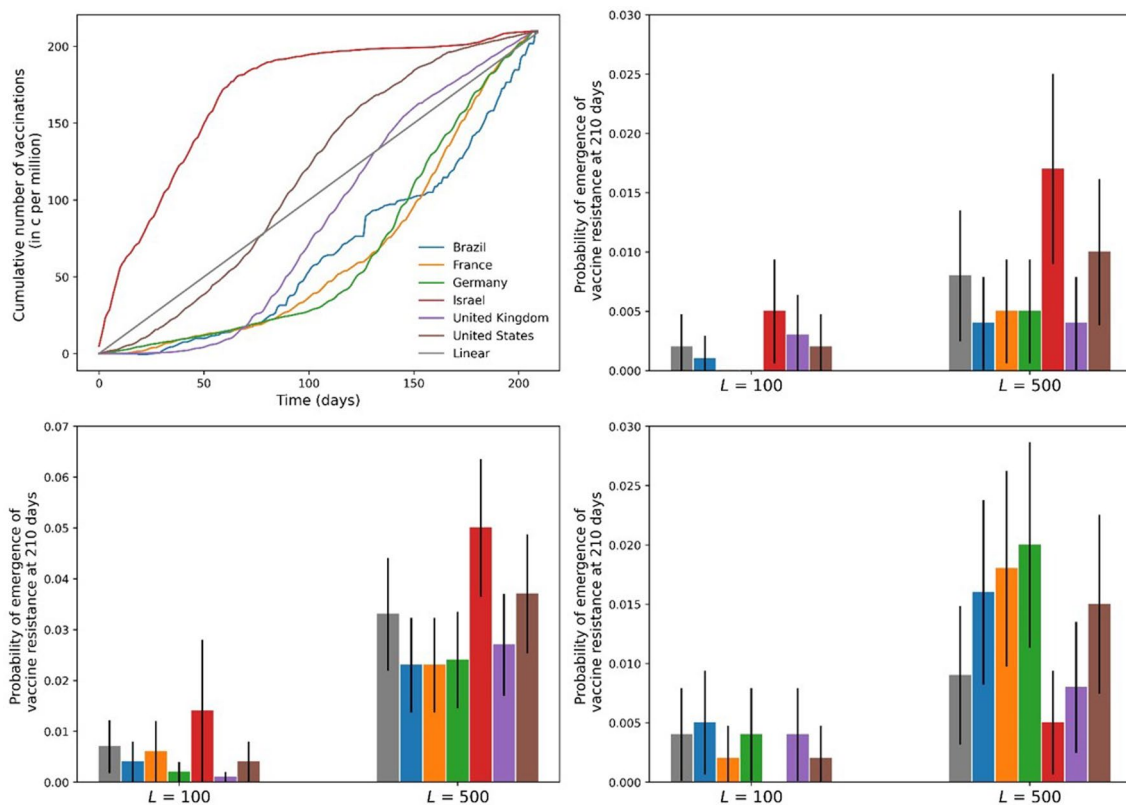 Cumulative number of vaccinations
(in c per million)
200
150
100
50
0
Brazil
France
Germany
Israel
United Kingdom
United States
Linear
0 50 100 150 200
Time (days)
Probability of emergence of
vaccine resistance at 210 days
0.030
0.025
0.020
0.015
0.010
0.005
0.000
L = 100 L = 500
Probability of emergence of
vaccine resistance at 210 days
0.07
0.06
0.05
0.04
0.03
0.02
0.01
0.00
L = 100 L = 500
Probability of emergence of
vaccine resistance at 210 days
0.030
0.025
0.020
0.015
0.010
0.005
0.000
L = 100 L = 500